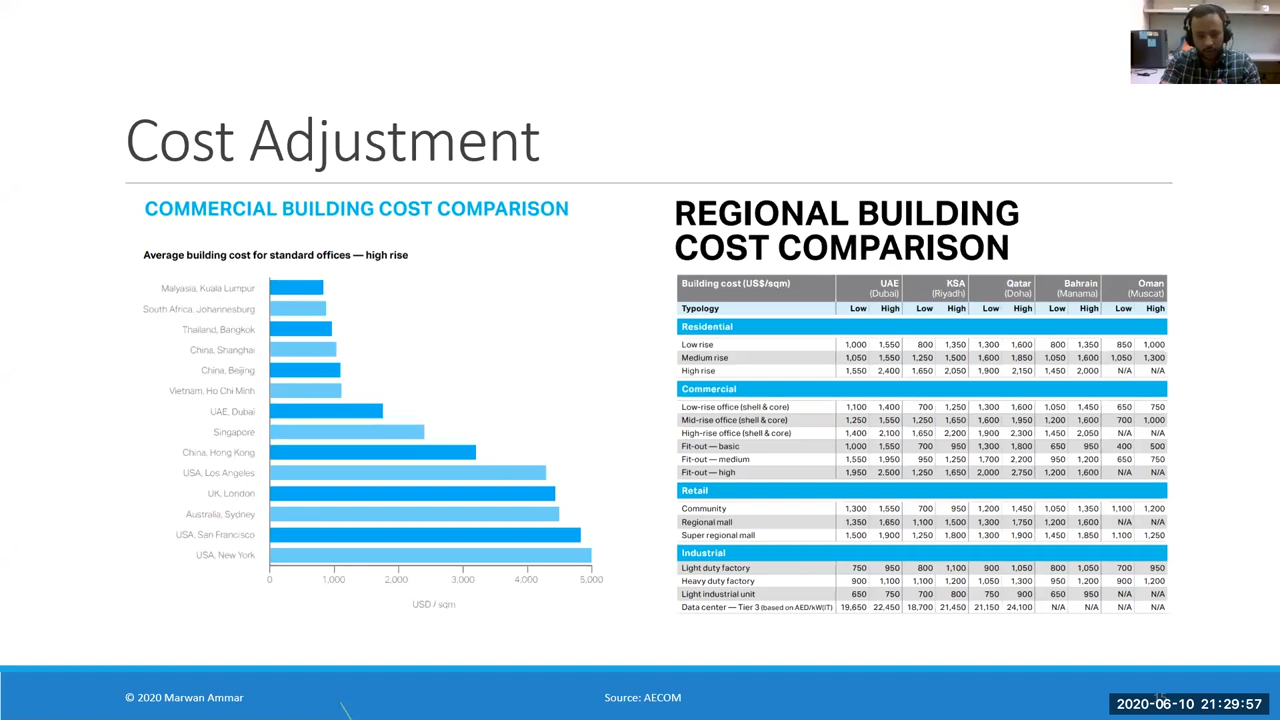 Cost Adjustment
COMMERCIAL BUILDING COST COMPARISON
Average building cost for standard offices — high rise
Malyasia, Kuala Lumpur
South Africa, Johannesburg
Thailand, Bangkok
China, Shanghai
China, Beijing
Vietnam, Ho Chi Minh
UAE, Dubai
Singapore
China, Hong Kong
USA, Los Angeles
UK, London
Australia, Sydney
USA, San Francisco
USA, New York
0 1,000 2,000 3,000 4,000 5,000
USD / sqm
REGIONAL BUILDING
COST COMPARISON
Building cost (US$/sqm) UAE (Dubai) KSA (Riyadh) Qatar (Doha) Bahrain (Manama) Oman (Muscat)
Typology Low High Low High Low High Low High Low High
Residential
Low rise 1,000 1,550 800 1,350 1,300 1,600 800 1,350 850 1,000
Medium rise 1,050 1,550 1,250 1,500 1,600 1,850 1,050 1,600 1,050 1,300
High rise 1,550 2,400 1,650 2,050 1,900 2,150 1,450 2,000 N/A N/A
Commercial
Low-rise office (shell & core) 1,100 1,400 700 1,250 1,300 1,600 1,050 1,450 650 750
Mid-rise office (shell & core) 1,250 1,550 1,250 1,650 1,600 1,950 1,200 1,600 700 1,000
High-rise office (shell & core) 1,400 2,100 1,650 2,200 1,900 2,300 1,450 2,050 N/A N/A
Fit-out — basic 1,000 1,550 700 950 1,300 1,800 650 950 400 500
Fit-out — medium 1,550 1,950 950 1,250 1,700 2,200 950 1,200 650 750
Fit-out — high 1,950 2,500 1,250 1,650 2,000 2,750 1,200 1,600 N/A N/A
Retail
Community 1,300 1,550 700 950 1,200 1,450 1,050 1,350 1,100 1,200
Regional mall 1,350 1,650 1,100 1,500 1,300 1,750 1,200 1,600 N/A N/A
Super regional mall 1,500 1,900 1,250 1,800 1,300 1,900 1,450 1,850 1,100 1,250
Industrial
Light duty factory 750 950 800 1,100 900 1,050 800 1,050 700 950
Heavy duty factory 900 1,100 1,100 1,200 1,050 1,300 950 1,200 900 1,200
Light industrial unit 650 750 700 800 750 900 650 950 N/A N/A
Data center — Tier 3 (based on AED/kW(IT) 19,650 22,450 18,700 21,450 21,150 24,100 N/A N/A N/A N/A
© 2020 Marwan Ammar
Source: AECOM
2020-06-10 21:29:57